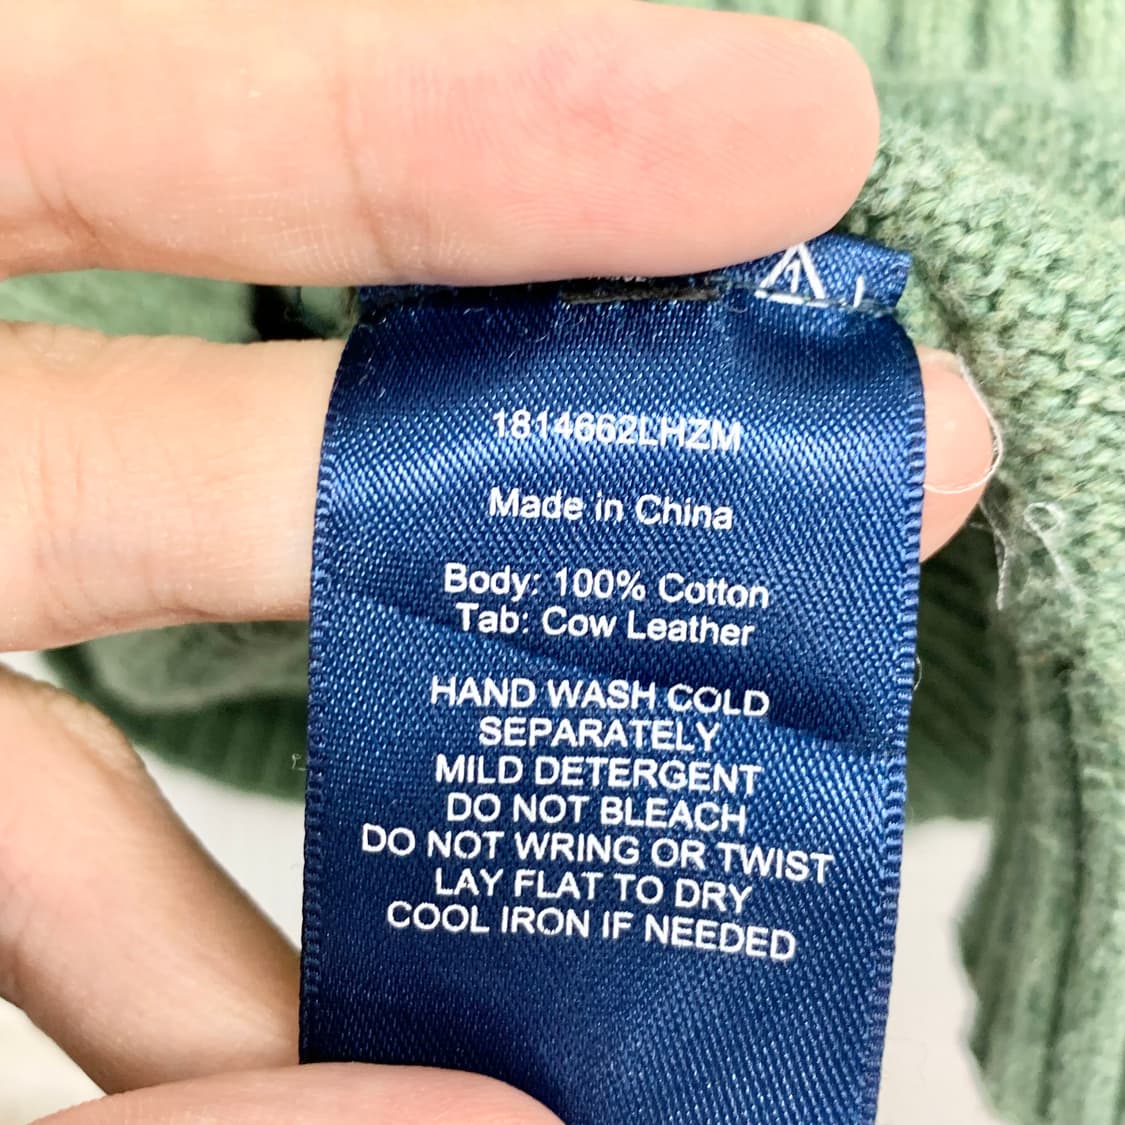 1814662LHZM
Made in China
Body: 100% Cotton
Tab: Cow Leather
HAND WASH COLD
SEPARATELY
MILD DETERGENT
DO NOT BLEACH
DO NOT WRING OR TWIST
LAY FLAT TO DRY
COOL IRON IF NEEDED